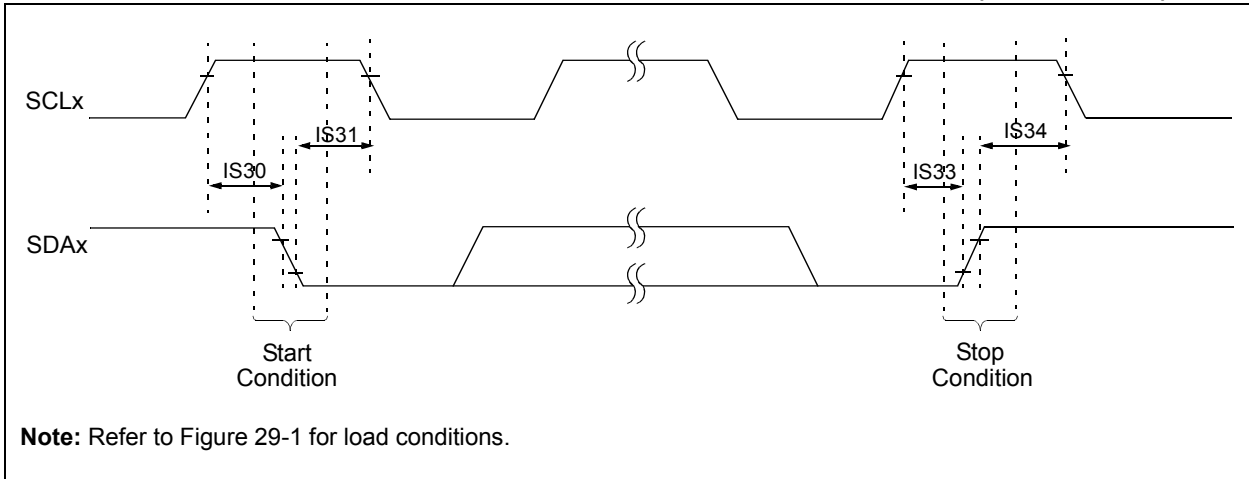 SCLx
IS31
IS34
IS30
IS33
SDAx
Start
Condition
Stop
Condition
Note: Refer to Figure 29-1 for load conditions.